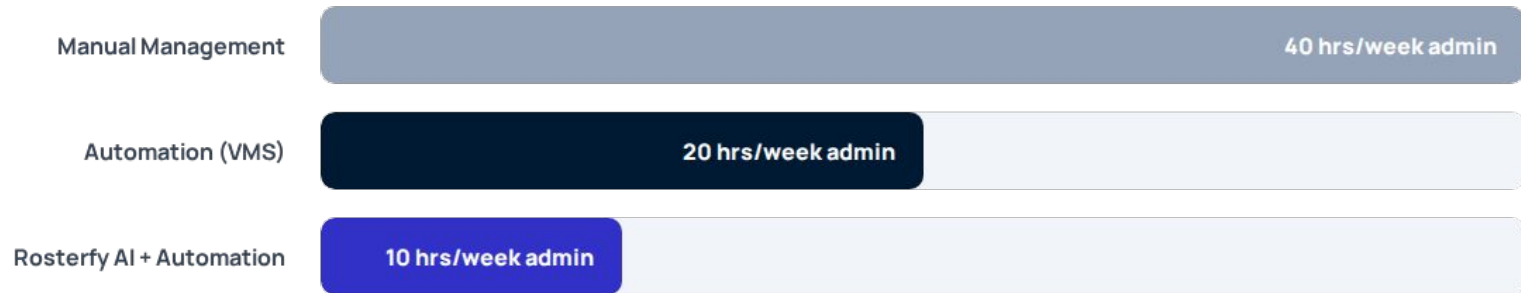 Manual Management
40 hrs/week admin
Automation (VMS)
20 hrs/week admin
Rosterfy AI + Automation
10 hrs/week admin